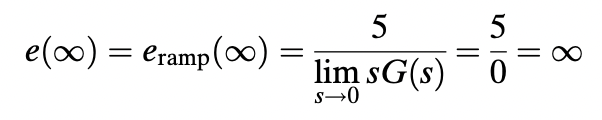 e(∞) = e_ramp(∞) = 5 / lim_{s→0} sG(s) = 5/0 = ∞